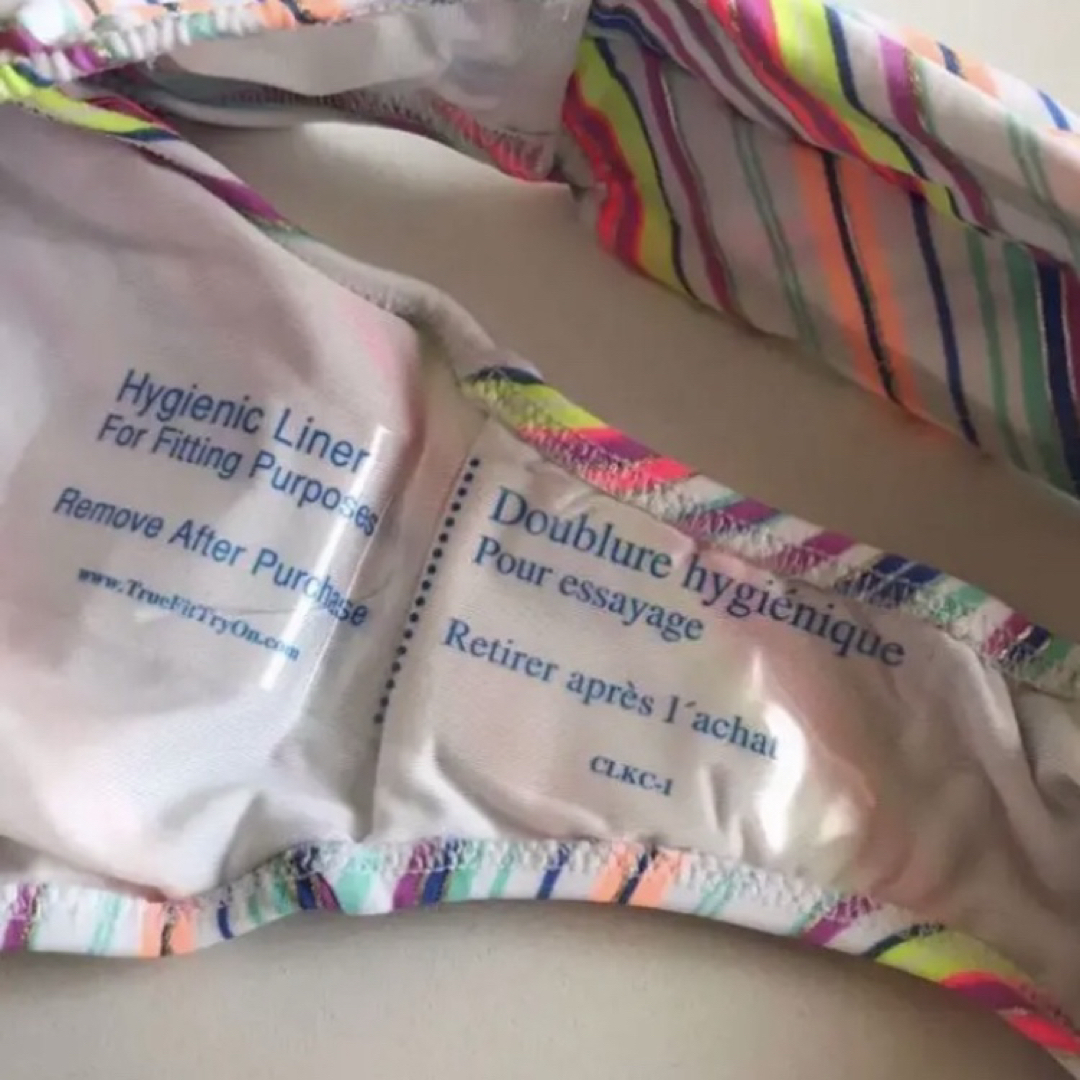 Hygienic Liner
For Fitting Purposes
Remove After Purchase
www.TrueFitTryOn.com
Doublure hygiénique
Pour essayage
Retirer après l´achat
CLKC-1